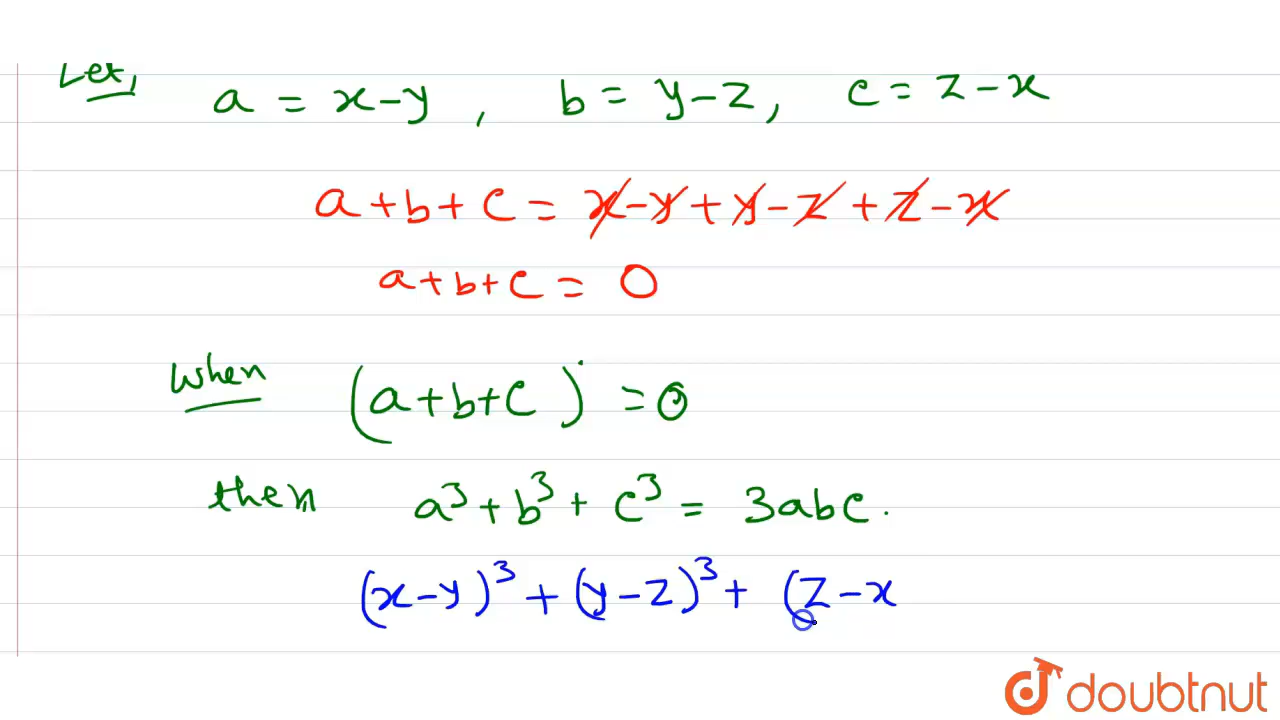 Let,
a = x-y, b = y-z, c = z-x
a+b+c = x-y+y-z+z-x
a+b+c = 0
When (a+b+c) = 0
then a³+b³+c³ = 3abc.
(x-y)³+(y-z)³+(z-x
doubtnut